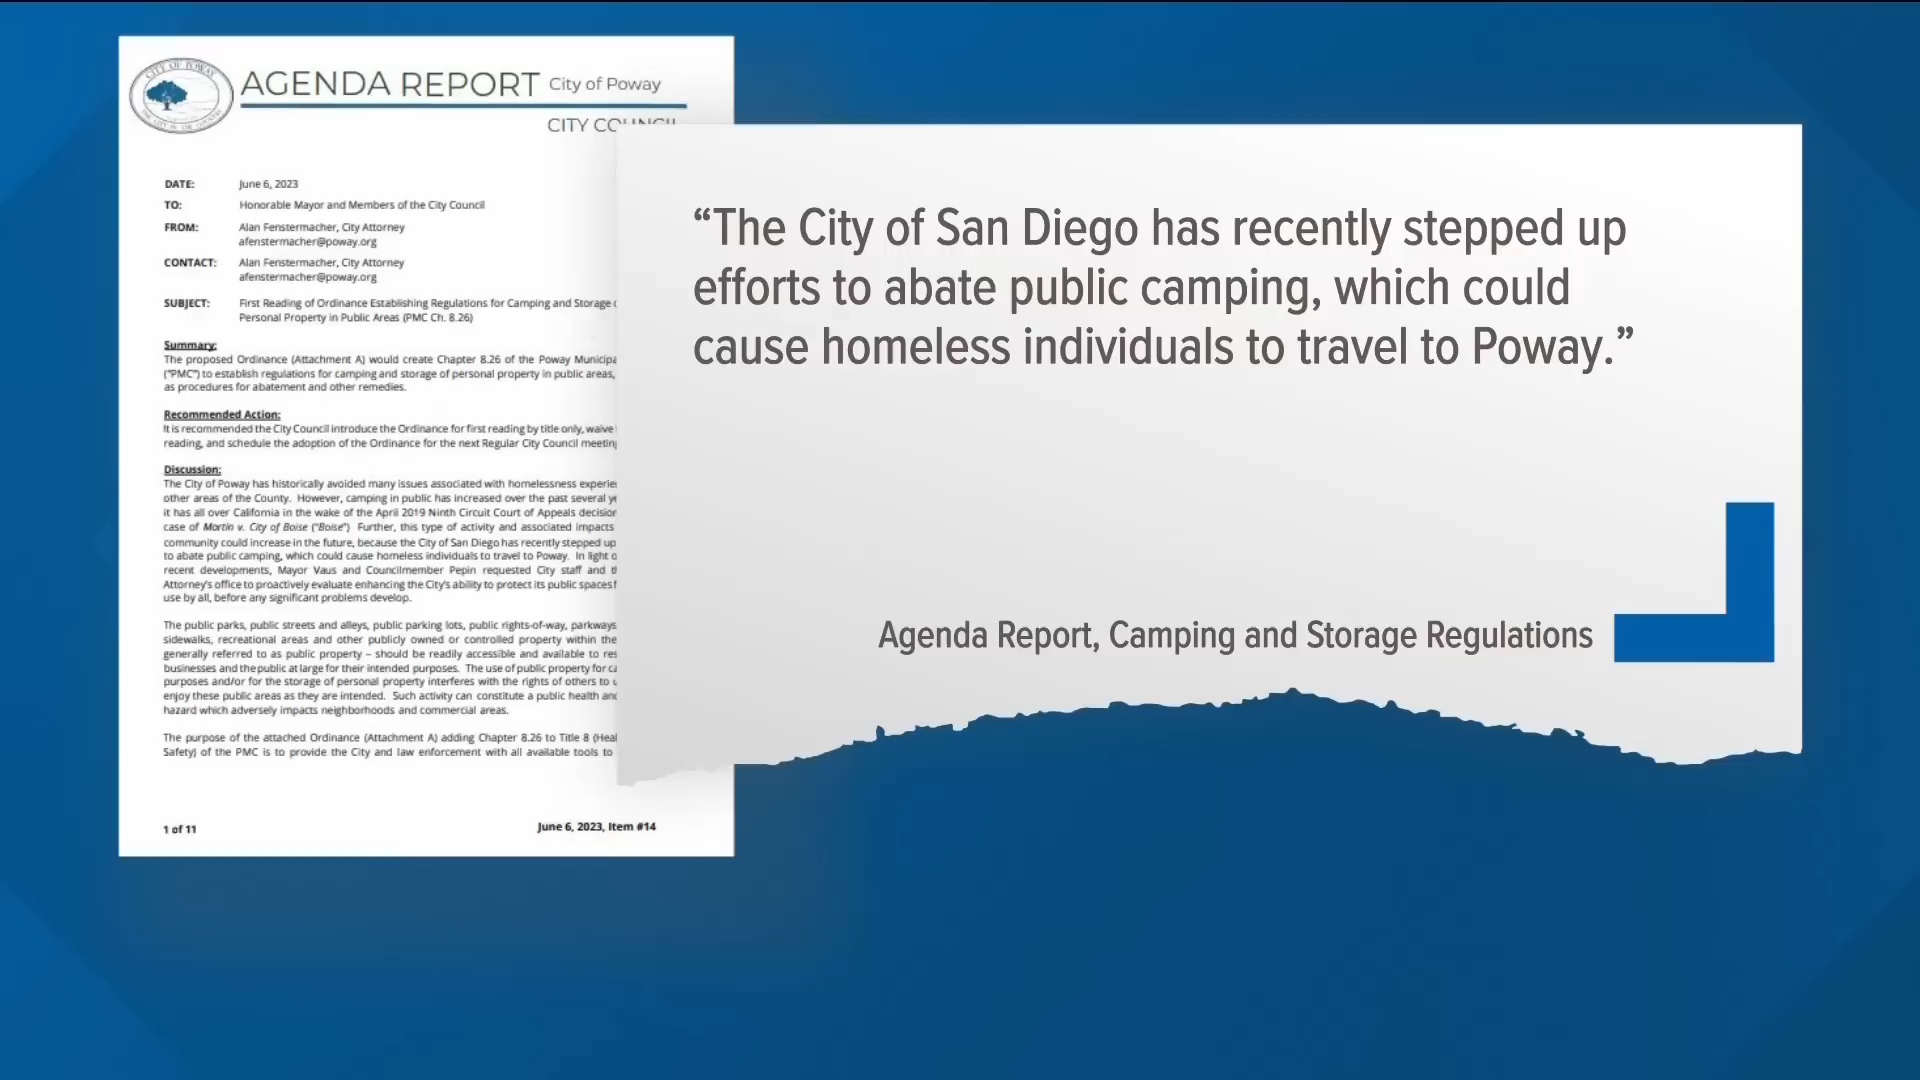 CITY OF POWAY
AGENDA REPORT City of Poway
CITY COUNCIL
DATE: June 6, 2023
TO: Honorable Mayor and Members of the City Council
FROM: Alan Fenstermacher, City Attorney
afenstermacher@poway.org
CONTACT: Alan Fenstermacher, City Attorney
afenstermacher@poway.org
SUBJECT: First Reading of Ordinance Establishing Regulations for Camping and Storage
Personal Property in Public Areas (PMC Ch. 8.26)
Summary:
The proposed Ordinance (Attachment A) would create Chapter 8.26 of the Poway Municipa
("PMC") to establish regulations for camping and storage of personal property in public areas,
as procedures for abatement and other remedies.
Recommended Action:
It is recommended the City Council introduce the Ordinance for first reading by title only, waive
reading, and schedule the adoption of the Ordinance for the next Regular City Council meetin
Discussion:
The City of Poway has historically avoided many issues associated with homelessness experie
other areas of the County. However, camping in public has increased over the past several ye
it has all over California in the wake of the April 2019 Ninth Circuit Court of Appeals decision
case of Martin v. City of Boise ("Boise") Further, this type of activity and associated impacts
community could increase in the future, because the City of San Diego has recently stepped up
to abate public camping, which could cause homeless individuals to travel to Poway. In light o
recent developments, Mayor Vaus and Councilmember Pepin requested City staff and th
Attorney's office to proactively evaluate enhancing the City's ability to protect its public spaces f
use by all, before any significant problems develop.
The public parks, public streets and alleys, public parking lots, public rights-of-way, parkways
sidewalks, recreational areas and other publicly owned or controlled property within the
generally referred to as public property – should be readily accessible and available to res
businesses and the public at large for their intended purposes. The use of public property for ca
purposes and/or for the storage of personal property interferes with the rights of others to u
enjoy these public areas as they are intended. Such activity can constitute a public health and
hazard which adversely impacts neighborhoods and commercial areas.
The purpose of the attached Ordinance (Attachment A) adding Chapter 8.26 to Title 8 (Heal
Safety) of the PMC is to provide the City and law enforcement with all available tools to
1 of 11 June 6, 2023, Item #14
“The City of San Diego has recently stepped up
efforts to abate public camping, which could
cause homeless individuals to travel to Poway.”
Agenda Report, Camping and Storage Regulations